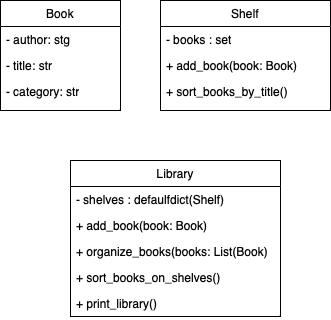 Book
- author: stg
- title: str
- category: str
Shelf
- books : set
+ add_book(book: Book)
+ sort_books_by_title()
Library
- shelves : defaulfdict(Shelf)
+ add_book(book: Book)
+ organize_books(books: List(Book)
+ sort_books_on_shelves()
+ print_library()